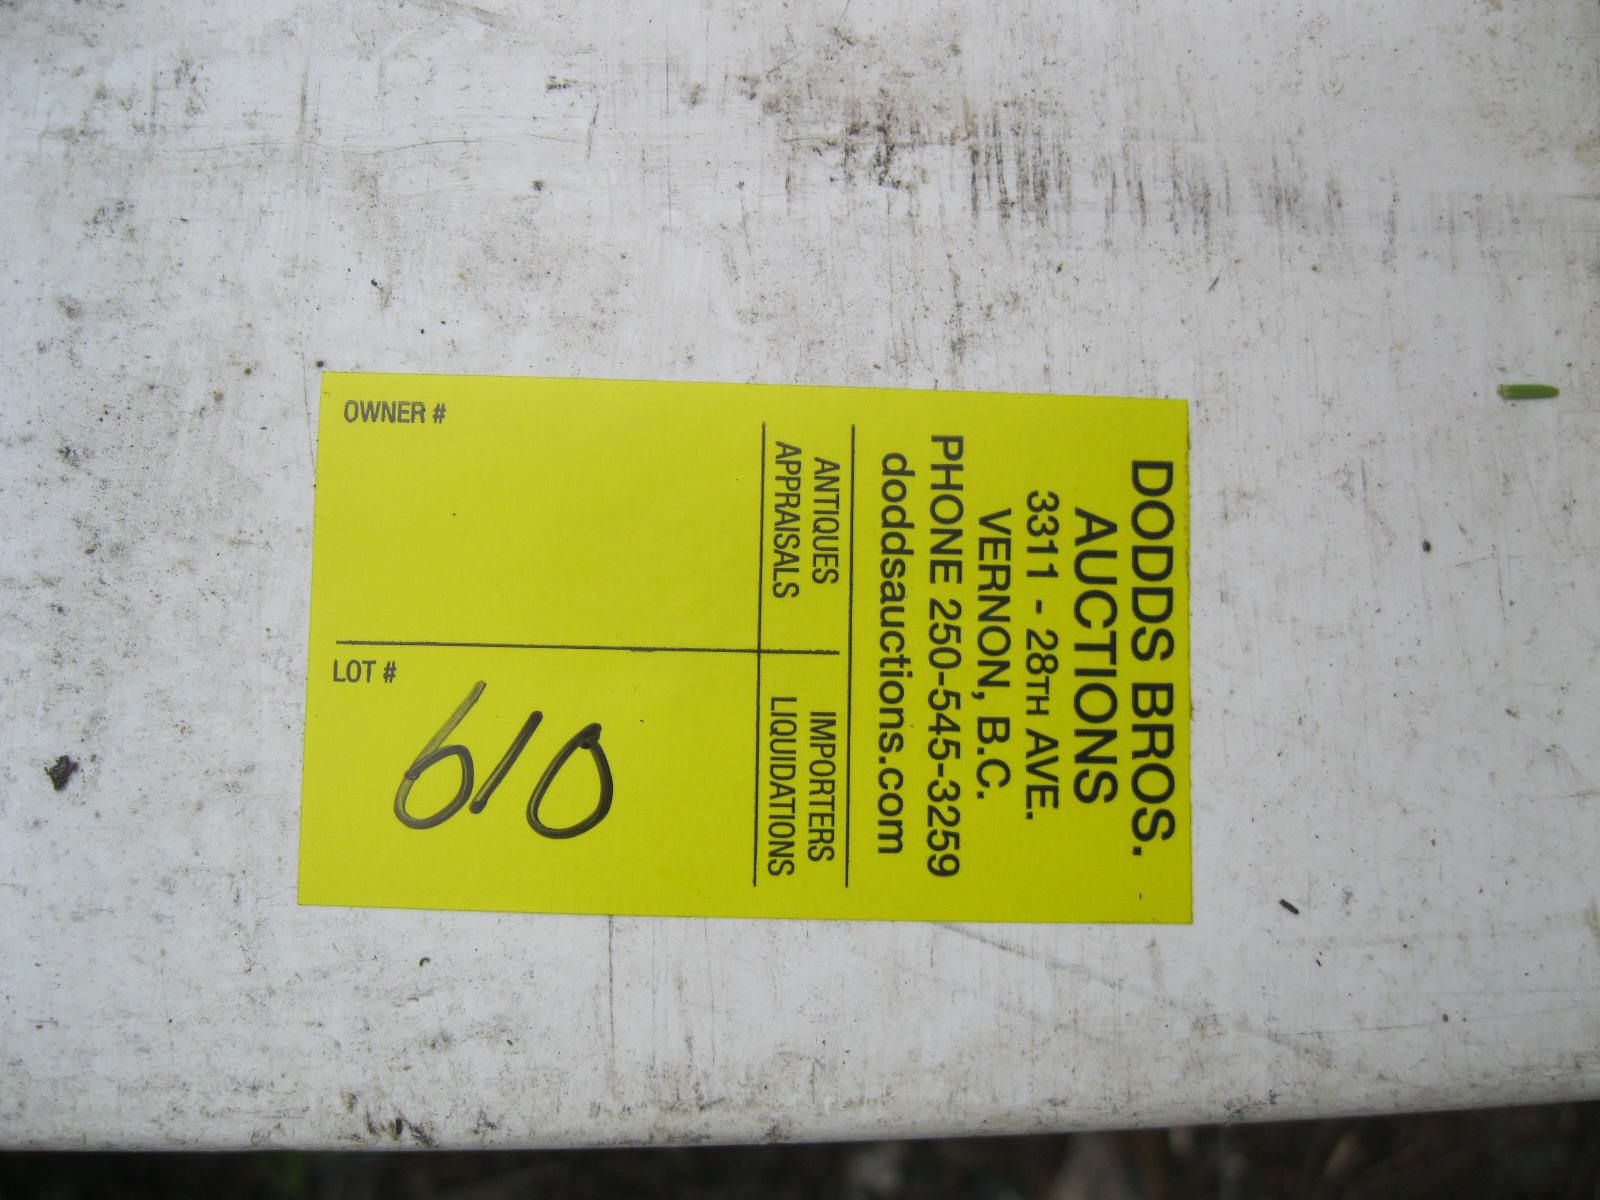 DODDS BROS.
AUCTIONS
3311 - 28TH AVE.
VERNON, B.C.
PHONE 250-545-3259
doddsauctions.com
ANTIQUES
APPRAISALS
IMPORTERS
LIQUIDATIONS
OWNER #
LOT #
610